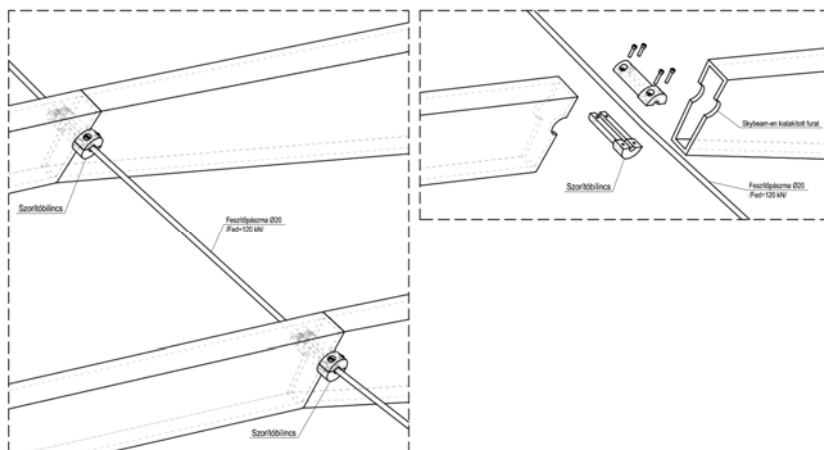 Szorítóbilincs
Feszítőpászma Ø20
/Fed=120 kN/
Szorítóbilincs
Skybeam-en kialakított furat
Szorítóbilincs
Feszítőpászma Ø20
/Fed=120 kN/